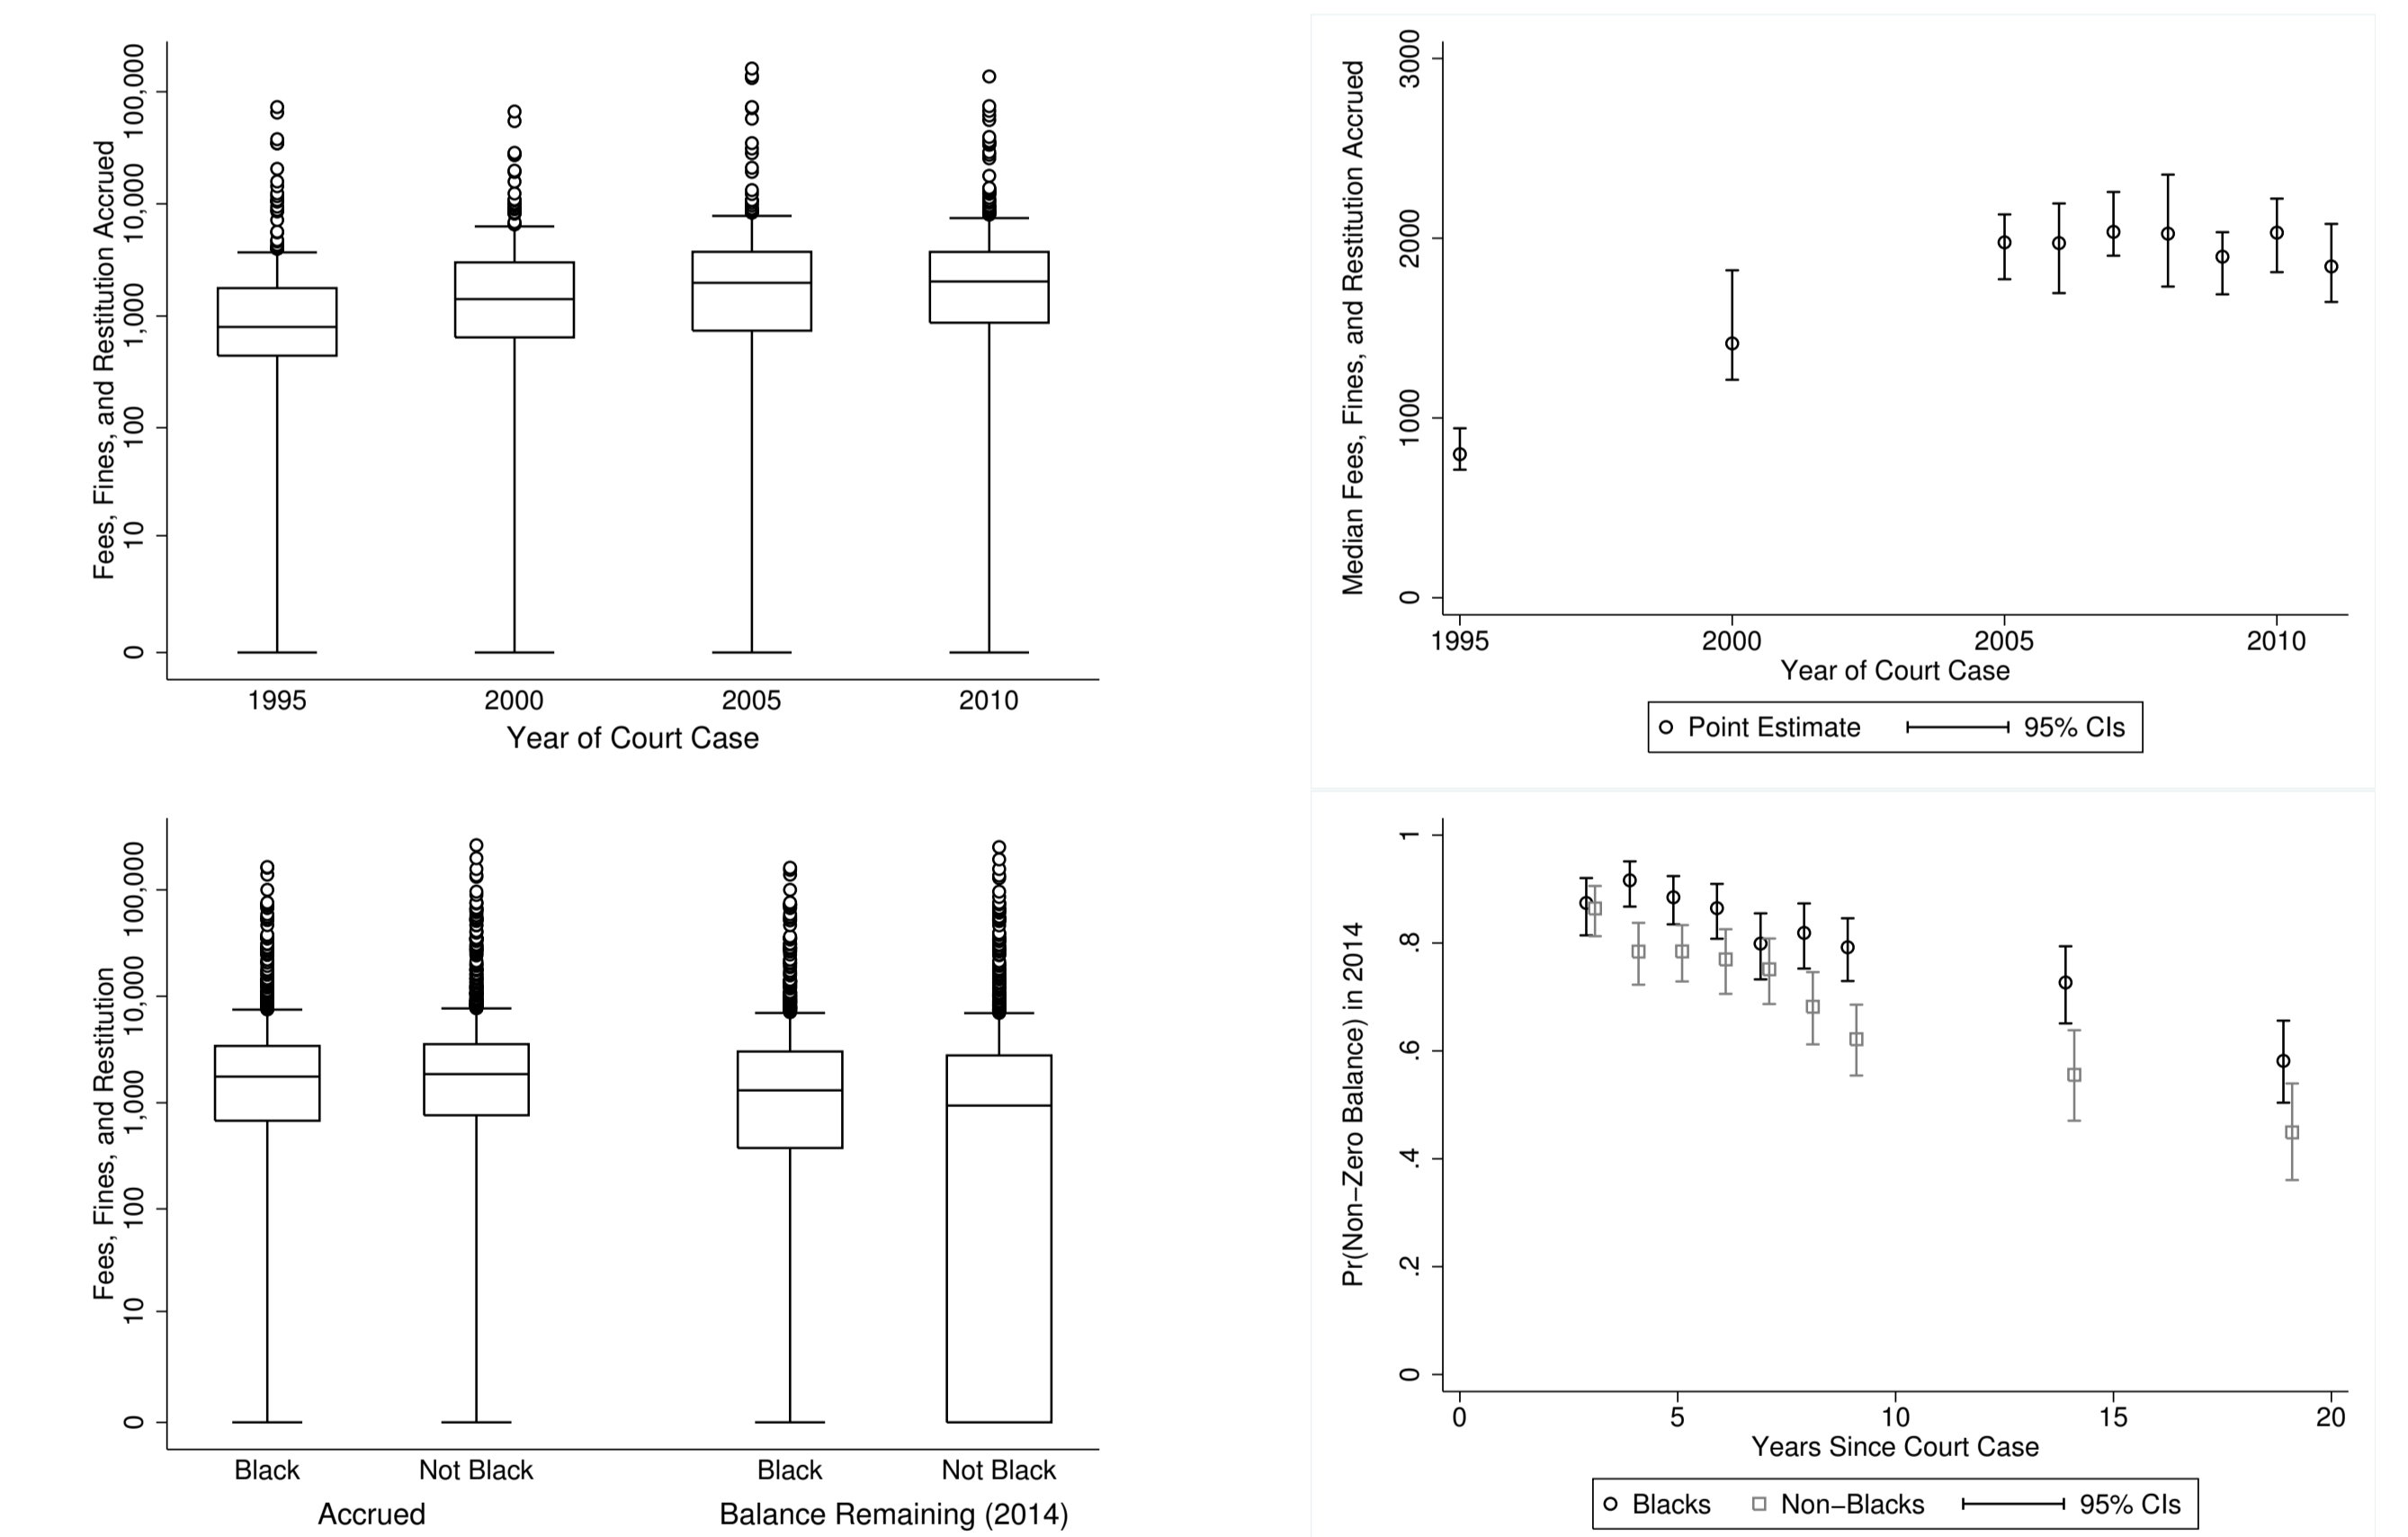 Fees, Fines, and Restitution Accrued
100,000
10,000
1,000
100
10
0
1995 2000 2005 2010
Year of Court Case
Median Fees, Fines, and Restitution Accrued
3000
2000
1000
0
1995 2000 2005 2010
Year of Court Case
Point Estimate 95% CIs
Fees, Fines, and Restitution
100,000
10,000
1,000
100
10
0
Black Not Black Black Not Black
Accrued Balance Remaining (2014)
Pr(Non−Zero Balance) in 2014
1
.8
.6
.4
.2
0
0 5 10 15 20
Years Since Court Case
Blacks Non−Blacks 95% CIs